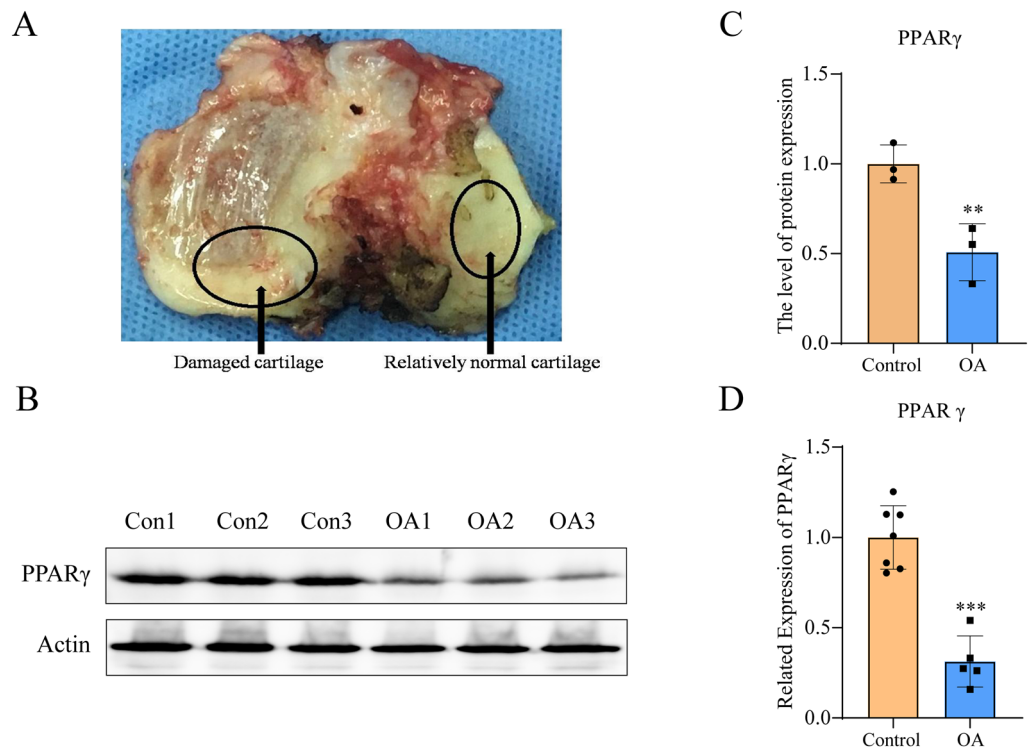 A
Damaged cartilage
Relatively normal cartilage
B
Con1 Con2 Con3 OA1 OA2 OA3
PPARγ
Actin
C
PPARγ
The level of protein expression
1.5
1.0
0.5
0.0
**
Control OA
D
PPAR γ
Related Expression of PPARγ
1.5
1.0
0.5
0.0
***
Control OA